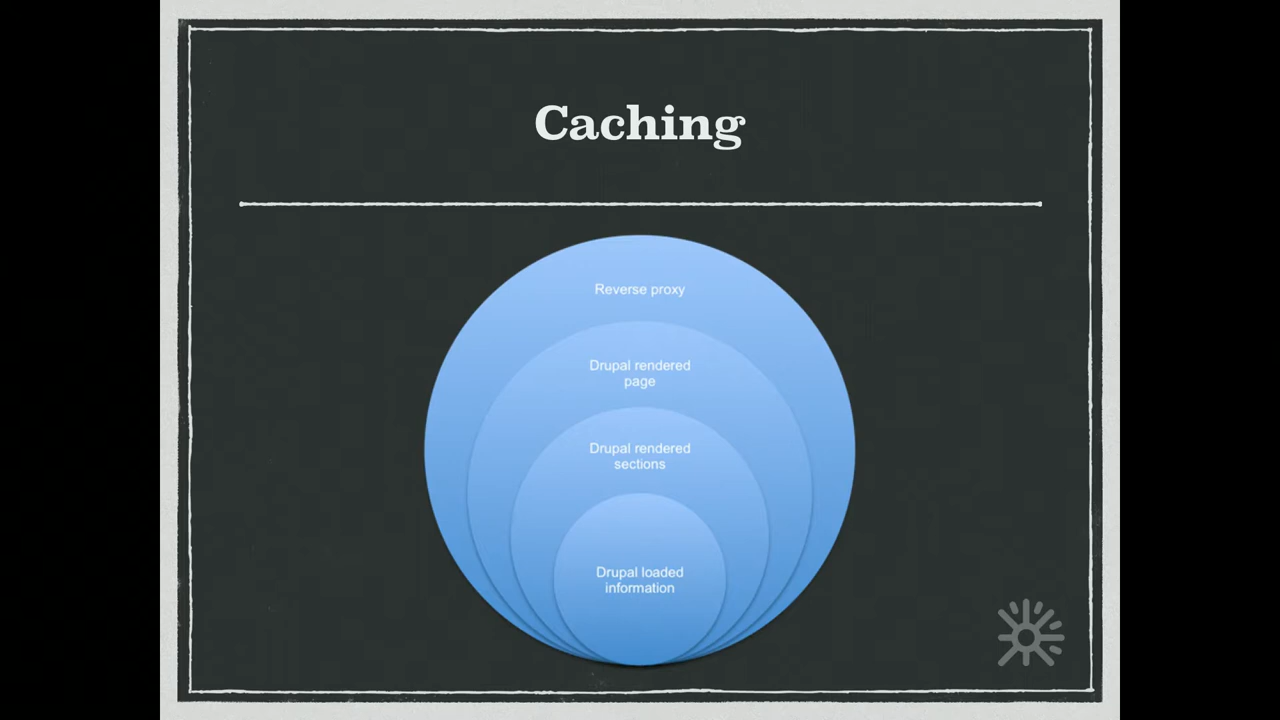 Caching
Reverse proxy
Drupal rendered
page
Drupal rendered
sections
Drupal loaded
information